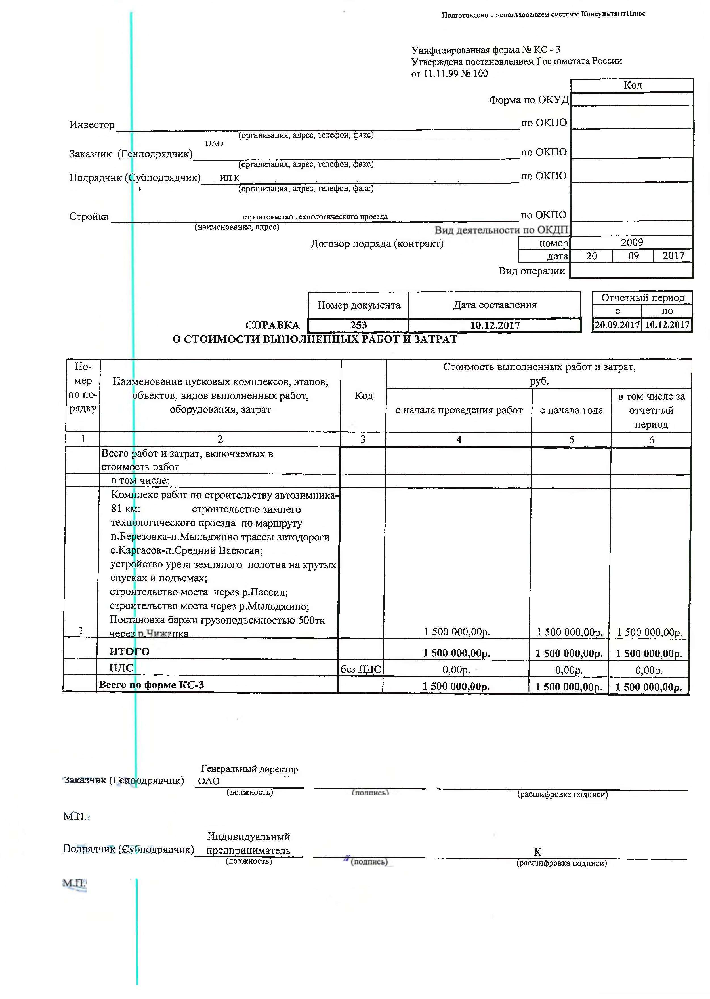 Подготовлено с использованием системы КонсультантПлюс
Унифицированная форма № КС - 3
Утверждена постановлением Госкомстата России
от 11.11.99 № 100
Код
Форма по ОКУД
Инвестор по ОКПО
(организация, адрес, телефон, факс)
ОАО
Заказчик (Генподрядчик) по ОКПО
(организация, адрес, телефон, факс)
Подрядчик (Субподрядчик) ИП К по ОКПО
(организация, адрес, телефон, факс)
Стройка строительство технологического проезда по ОКПО
(наименование, адрес)
Вид деятельности по ОКДП
Договор подряда (контракт) номер 2009
дата 20 09 2017
Вид операции
Номер документа Дата составления Отчетный период
с по
СПРАВКА 253 10.12.2017 20.09.2017 10.12.2017
О СТОИМОСТИ ВЫПОЛНЕННЫХ РАБОТ И ЗАТРАТ
Но-
мер
по по-
рядку
Наименование пусковых комплексов, этапов,
объектов, видов выполненных работ,
оборудования, затрат
Код
Стоимость выполненных работ и затрат,
руб.
с начала проведения работ
с начала года
в том числе за
отчетный
период
1 2 3 4 5 6
Всего работ и затрат, включаемых в
стоимость работ
в том числе:
Комплекс работ по строительству автозимника-
81 км: строительство зимнего
технологического проезда по маршруту
п.Березовка-п.Мыльджино трассы автодороги
с.Каргасок-п.Средний Васюган;
устройство уреза земляного полотна на крутых
спусках и подъемах;
строительство моста через р.Пассил;
строительство моста через р.Мыльджино;
Постановка баржи грузоподъемностью 500тн
1 через р.Чижапка 1 500 000,00р. 1 500 000,00р. 1 500 000,00р.
ИТОГО 1 500 000,00р. 1 500 000,00р. 1 500 000,00р.
НДС без НДС 0,00р. 0,00р. 0,00р.
Всего по форме КС-3 1 500 000,00р. 1 500 000,00р. 1 500 000,00р.
Генеральный директор
Заказчик (Генподрядчик) ОАО
(должность) (подпись) (расшифровка подписи)
М.П.
Индивидуальный
Подрядчик (Субподрядчик) предприниматель К
(должность) (подпись) (расшифровка подписи)
М.П.